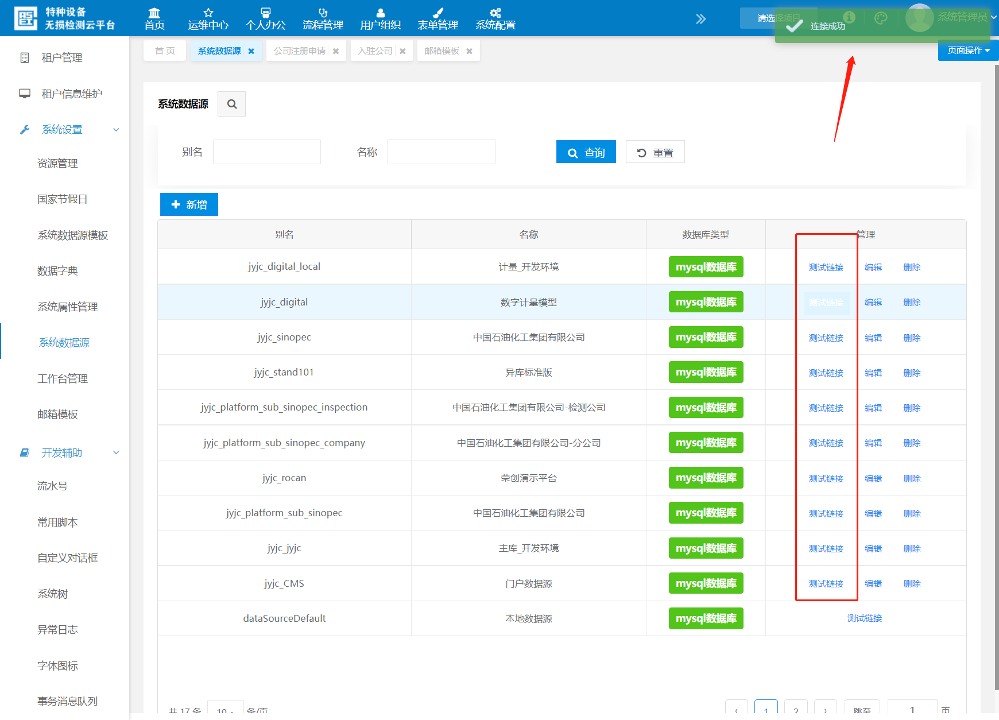 特种设备
无损检测云平台
首页 运维中心 个人办公 流程管理 用户组织 表单管理 系统配置
请选择项目
连接成功
系统管理员
首 页 系统数据源 公司注册申请 入驻公司 邮箱模板
页面操作
租户管理
租户信息维护
系统设置
资源管理
国家节假日
系统数据源模板
数据字典
系统属性管理
系统数据源
工作台管理
邮箱模板
开发辅助
流水号
常用脚本
自定义对话框
系统树
异常日志
字体图标
事务消息队列
系统数据源
别名 名称 查询 重置
新增
别名 名称 数据库类型 管理
jyjc_digital_local 计量_开发环境 mysql数据库 测试链接 编辑 删除
jyjc_digital 数字计量模型 mysql数据库 测试链接 编辑 删除
jyjc_sinopec 中国石油化工集团有限公司 mysql数据库 测试链接 编辑 删除
jyjc_stand101 异库标准版 mysql数据库 测试链接 编辑 删除
jyjc_platform_sub_sinopec_inspection 中国石油化工集团有限公司-检测公司 mysql数据库 测试链接 编辑 删除
jyjc_platform_sub_sinopec_company 中国石油化工集团有限公司-分公司 mysql数据库 测试链接 编辑 删除
jyjc_rocan 荣创演示平台 mysql数据库 测试链接 编辑 删除
jyjc_platform_sub_sinopec 中国石油化工集团有限公司 mysql数据库 测试链接 编辑 删除
jyjc_jyjc 主库_开发环境 mysql数据库 测试链接 编辑 删除
jyjc_CMS 门户数据源 mysql数据库 测试链接 编辑 删除
dataSourceDefault 本地数据源 mysql数据库 测试链接
共 17 条 10 条/页 1 2 跳至 1 页